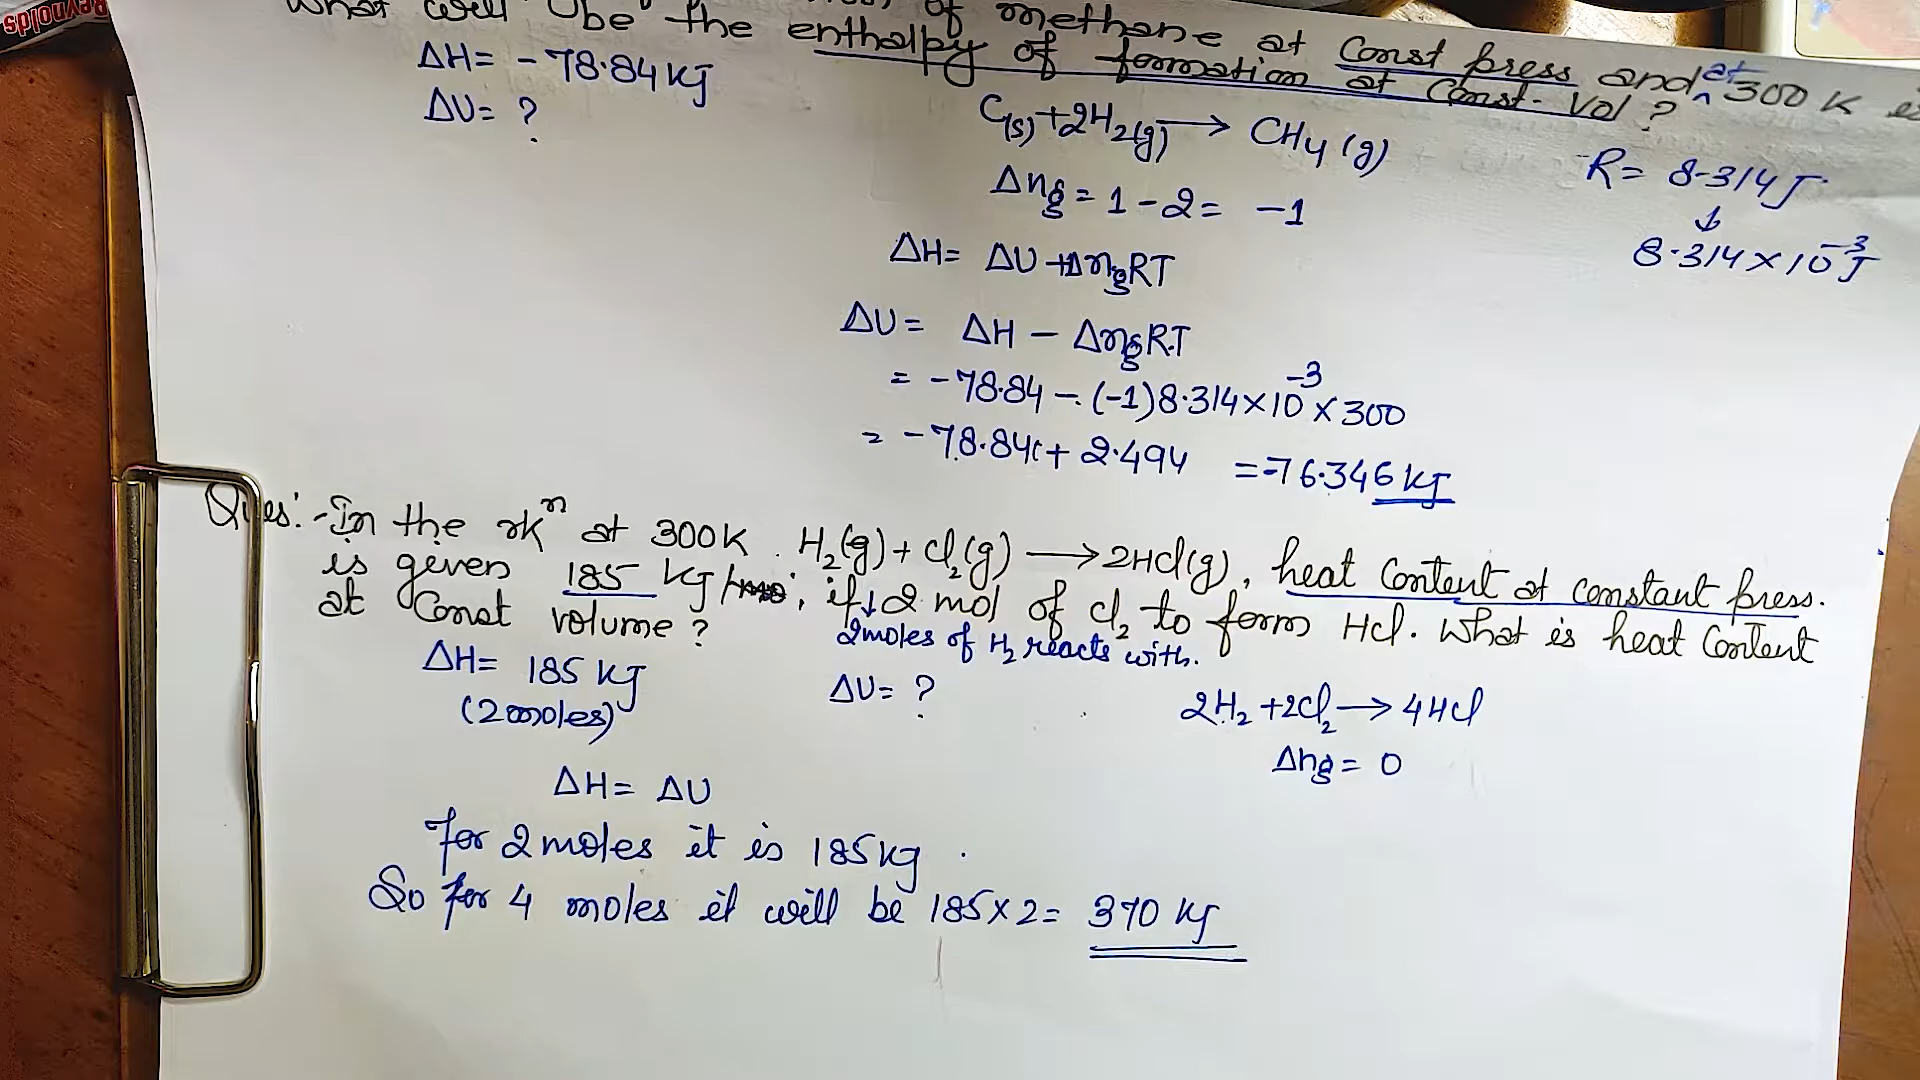 Reynolds
of methane at const press and at 300 K
What will be the enthalpy of formation at const. vol ?
ΔH= -78.84 KJ
ΔU= ?
C(s)+2H₂(g) → CH₄(g)
R= 8.314J
Δng = 1-2 = -1
↓
8.314×10⁻³J
ΔH= ΔU+ΔngRT
ΔU= ΔH - ΔngRT
= -78.84 - (-1)8.314×10⁻³×300
= -78.84+ 2.494 =-76.346 KJ
Ques:- In the rxⁿ at 300K. H₂(g)+Cl₂(g) → 2HCl(g), heat content at constant press.
is given 185 KJ/ ; if 2 mol of Cl₂ to form HCl. What is heat content
↓ 2moles of H₂ reacts with.
at const volume ?
ΔH= 185 KJ
(2moles)
ΔU= ?
2H₂+2Cl₂ → 4HCl
Δng= 0
ΔH= ΔU
For 2 moles it is 185KJ.
So for 4 moles it will be 185×2= 370 KJ